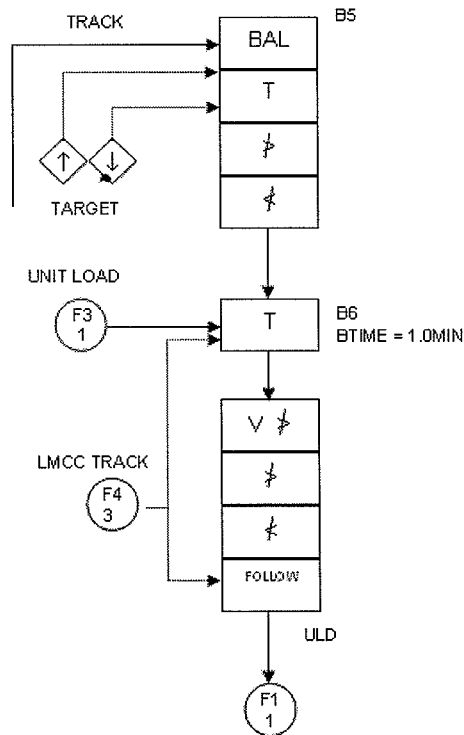 TRACK
B5
BAL
T
≯
≮
↑ ↓
TARGET
UNIT LOAD
F3
1
T
B6
BTIME = 1.0MIN
V ≯
LMCC TRACK
F4
3
≯
≮
FOLLOW
ULD
F1
1